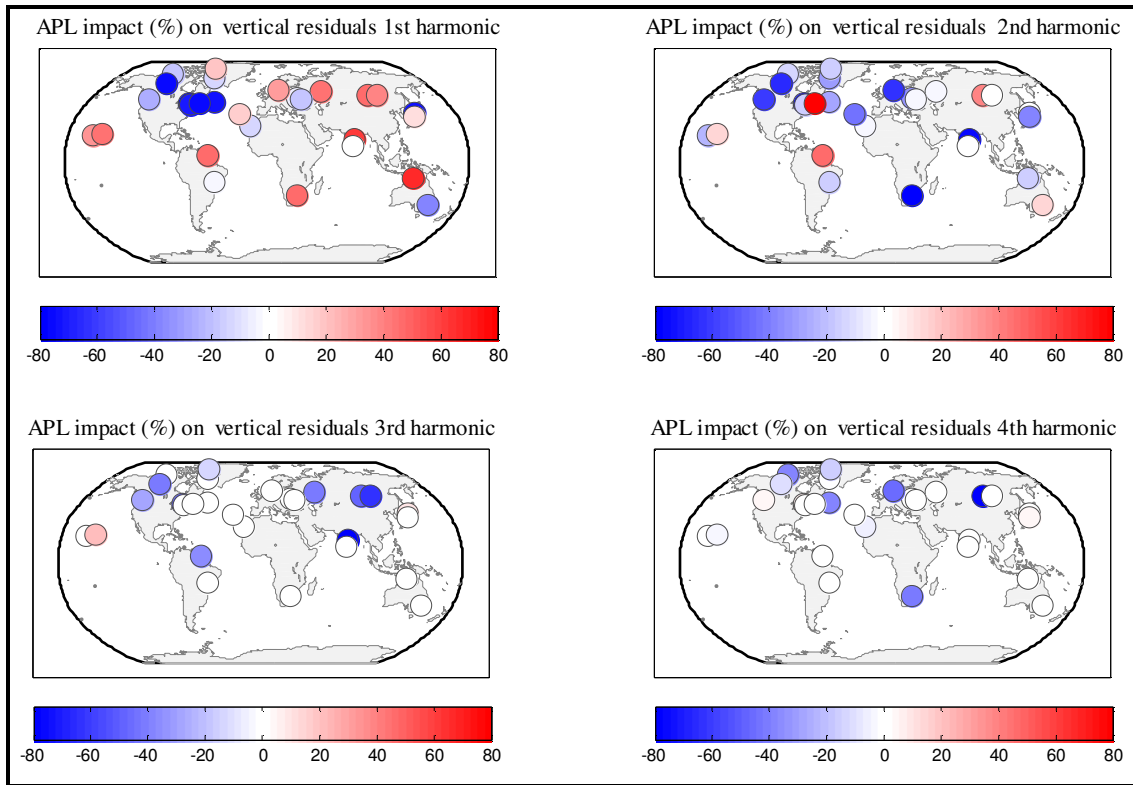 APL impact (%) on vertical residuals 1st harmonic
APL impact (%) on vertical residuals 2nd harmonic
-80 -60 -40 -20 0 20 40 60 80
-80 -60 -40 -20 0 20 40 60 80
APL impact (%) on vertical residuals 3rd harmonic
APL impact (%) on vertical residuals 4th harmonic
-80 -60 -40 -20 0 20 40 60 80
-80 -60 -40 -20 0 20 40 60 80